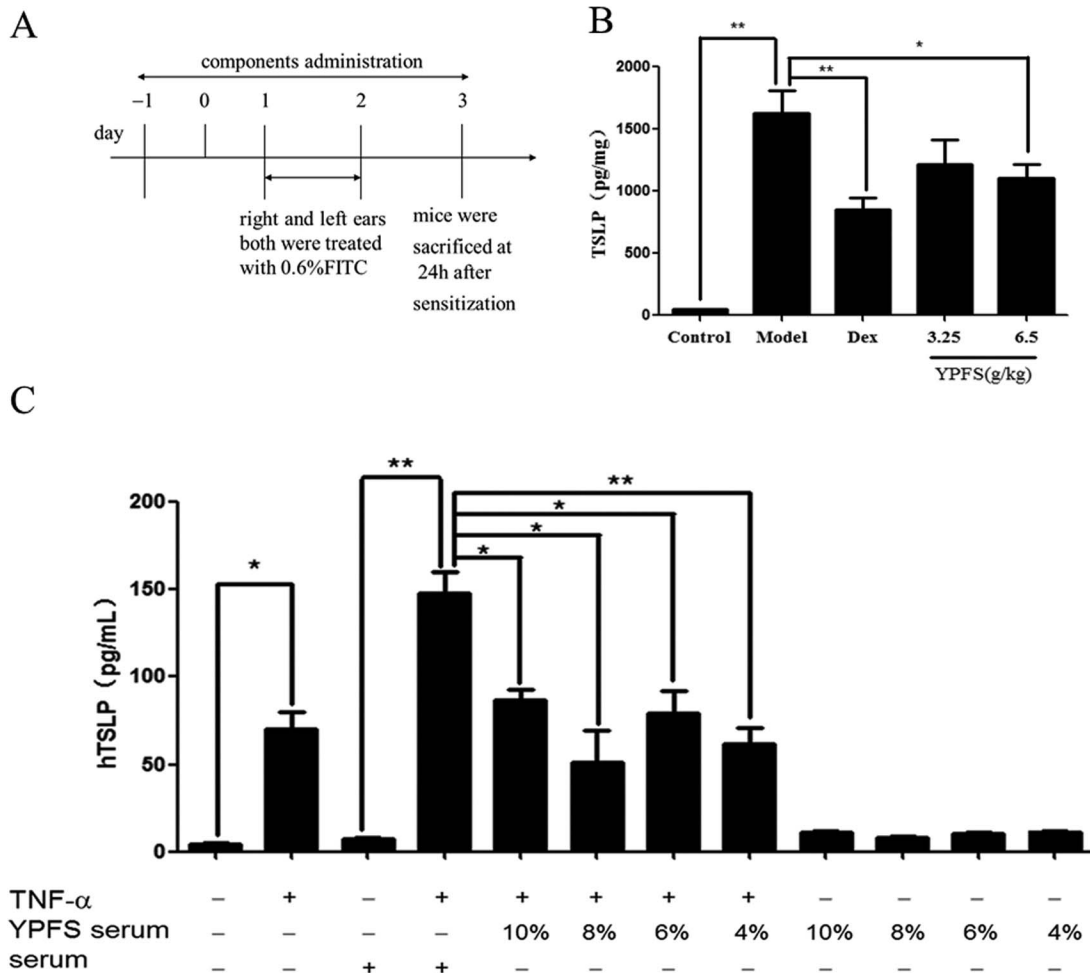 A
components administration
−1 0 1 2 3
day
right and left ears
both were treated
with 0.6%FITC
mice were
sacrificed at
24h after
sensitization
B
**
*
**
TSLP (pg/mg)
2000
1500
1000
500
0
Control Model Dex 3.25 6.5
YPFS(g/kg)
C
**
**
*
*
*
*
hTSLP (pg/mL)
200
150
100
50
0
TNF-α − + − + + + + + − − − −
YPFS serum − − − − 10% 8% 6% 4% 10% 8% 6% 4%
serum − − + + − − − − − − − −